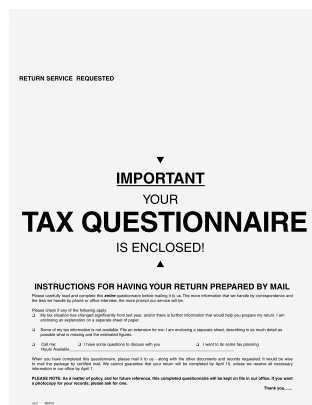 RETURN SERVICE REQUESTED
IMPORTANT
YOUR
TAX QUESTIONNAIRE
IS ENCLOSED!
INSTRUCTIONS FOR HAVING YOUR RETURN PREPARED BY MAIL
Please carefully read and complete this entire questionnaire before mailing it to us. The more information that we handle by correspondence and
the less we handle by phone or office interview, the more prompt our service will be.
Please check if any of the following apply:
❏ My tax situation has changed significantly from last year, and/or there is further information that would help you prepare my return. I am
enclosing an explanation on a separate sheet of paper.
❏ Some of my tax information is not available. File an extension for me. I am enclosing a separate sheet, describing in as much detail as
possible what is missing and the estimated figures.
❏ Call me: ❏ I have some questions to discuss with you ❏ I want to do some tax planning
Hours Available
When you have completed this questionnaire, please mail it to us - along with the other documents and records requested. It would be wise
to mail the package by certified mail. We cannot guarantee that your return will be completed by April 15, unless we receive all necessary
information in our office by April 1.
PLEASE NOTE: As a matter of policy, and for future reference, this completed questionnaire will be kept on file in our office. If you want
a photocopy for your records, please ask for one.
Thank you......